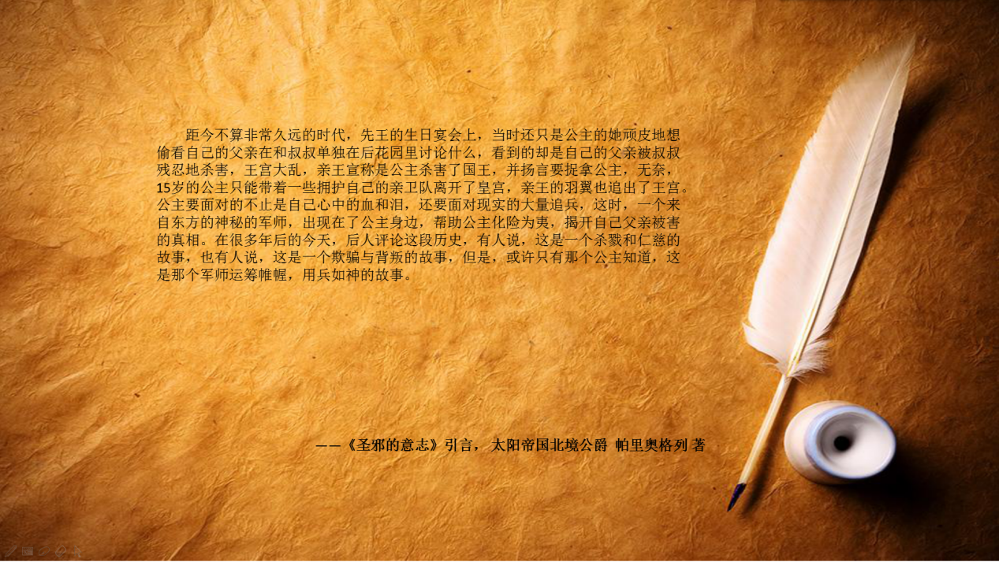 距今不算非常久远的时代，先王的生日宴会上，当时还只是公主的她顽皮地想
偷看自己的父亲在和叔叔单独在后花园里讨论什么，看到的却是自己的父亲被叔叔
残忍地杀害，王宫大乱，亲王宣称是公主杀害了国王，并扬言要捉拿公主，无奈，
15岁的公主只能带着一些拥护自己的亲卫队离开了皇宫，亲王的羽翼也追出了王宫。
公主要面对的不止是自己心中的血和泪，还要面对现实的大量追兵，这时，一个来
自东方的神秘的军师，出现在了公主身边，帮助公主化险为夷，揭开自己父亲被害
的真相。在很多年后的今天，后人评论这段历史，有人说，这是一个杀戮和仁慈的
故事，也有人说，这是一个欺骗与背叛的故事，但是，或许只有那个公主知道，这
是那个军师运筹帷幄，用兵如神的故事。
——《圣邪的意志》引言， 太阳帝国北境公爵 帕里奥格列 著